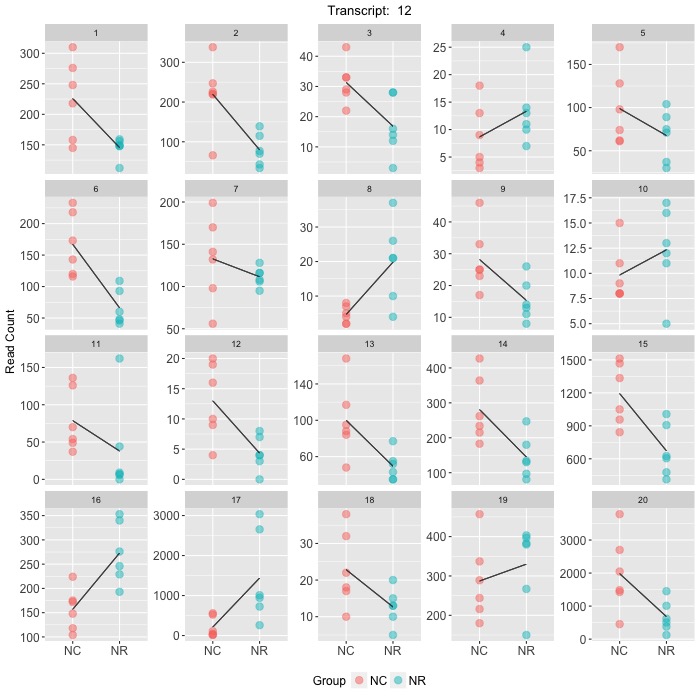 Transcript: 12
1 2 3 4 5
300 250 200 150
300 200 100
40 30 20 10
25 20 15 10 5
150 100 50
6 7 8 9 10
200 150 100 50
200 150 100 50
30 20 10
40 30 20 10
17.5 15.0 12.5 10.0 7.5 5.0
Read Count
11 12 13 14 15
150 100 50 0
20 15 10 5 0
140 100 60
400 300 200 100
1500 1200 900 600
16 17 18 19 20
350 300 250 200 150 100
3000 2000 1000 0
30 20 10
400 300 200
3000 2000 1000 0
NC NR NC NR NC NR NC NR NC NR
Group NC NR